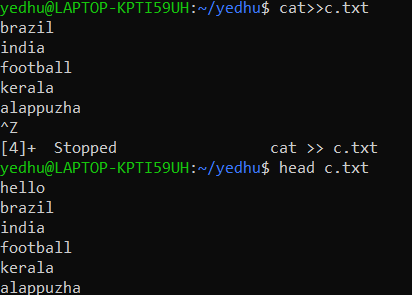 yedhu@LAPTOP-KPTI59UH:~/yedhu$ cat>>c.txt
brazil
india
football
kerala
alappuzha
^Z
[4]+  Stopped                 cat >> c.txt
yedhu@LAPTOP-KPTI59UH:~/yedhu$ head c.txt
hello
brazil
india
football
kerala
alappuzha